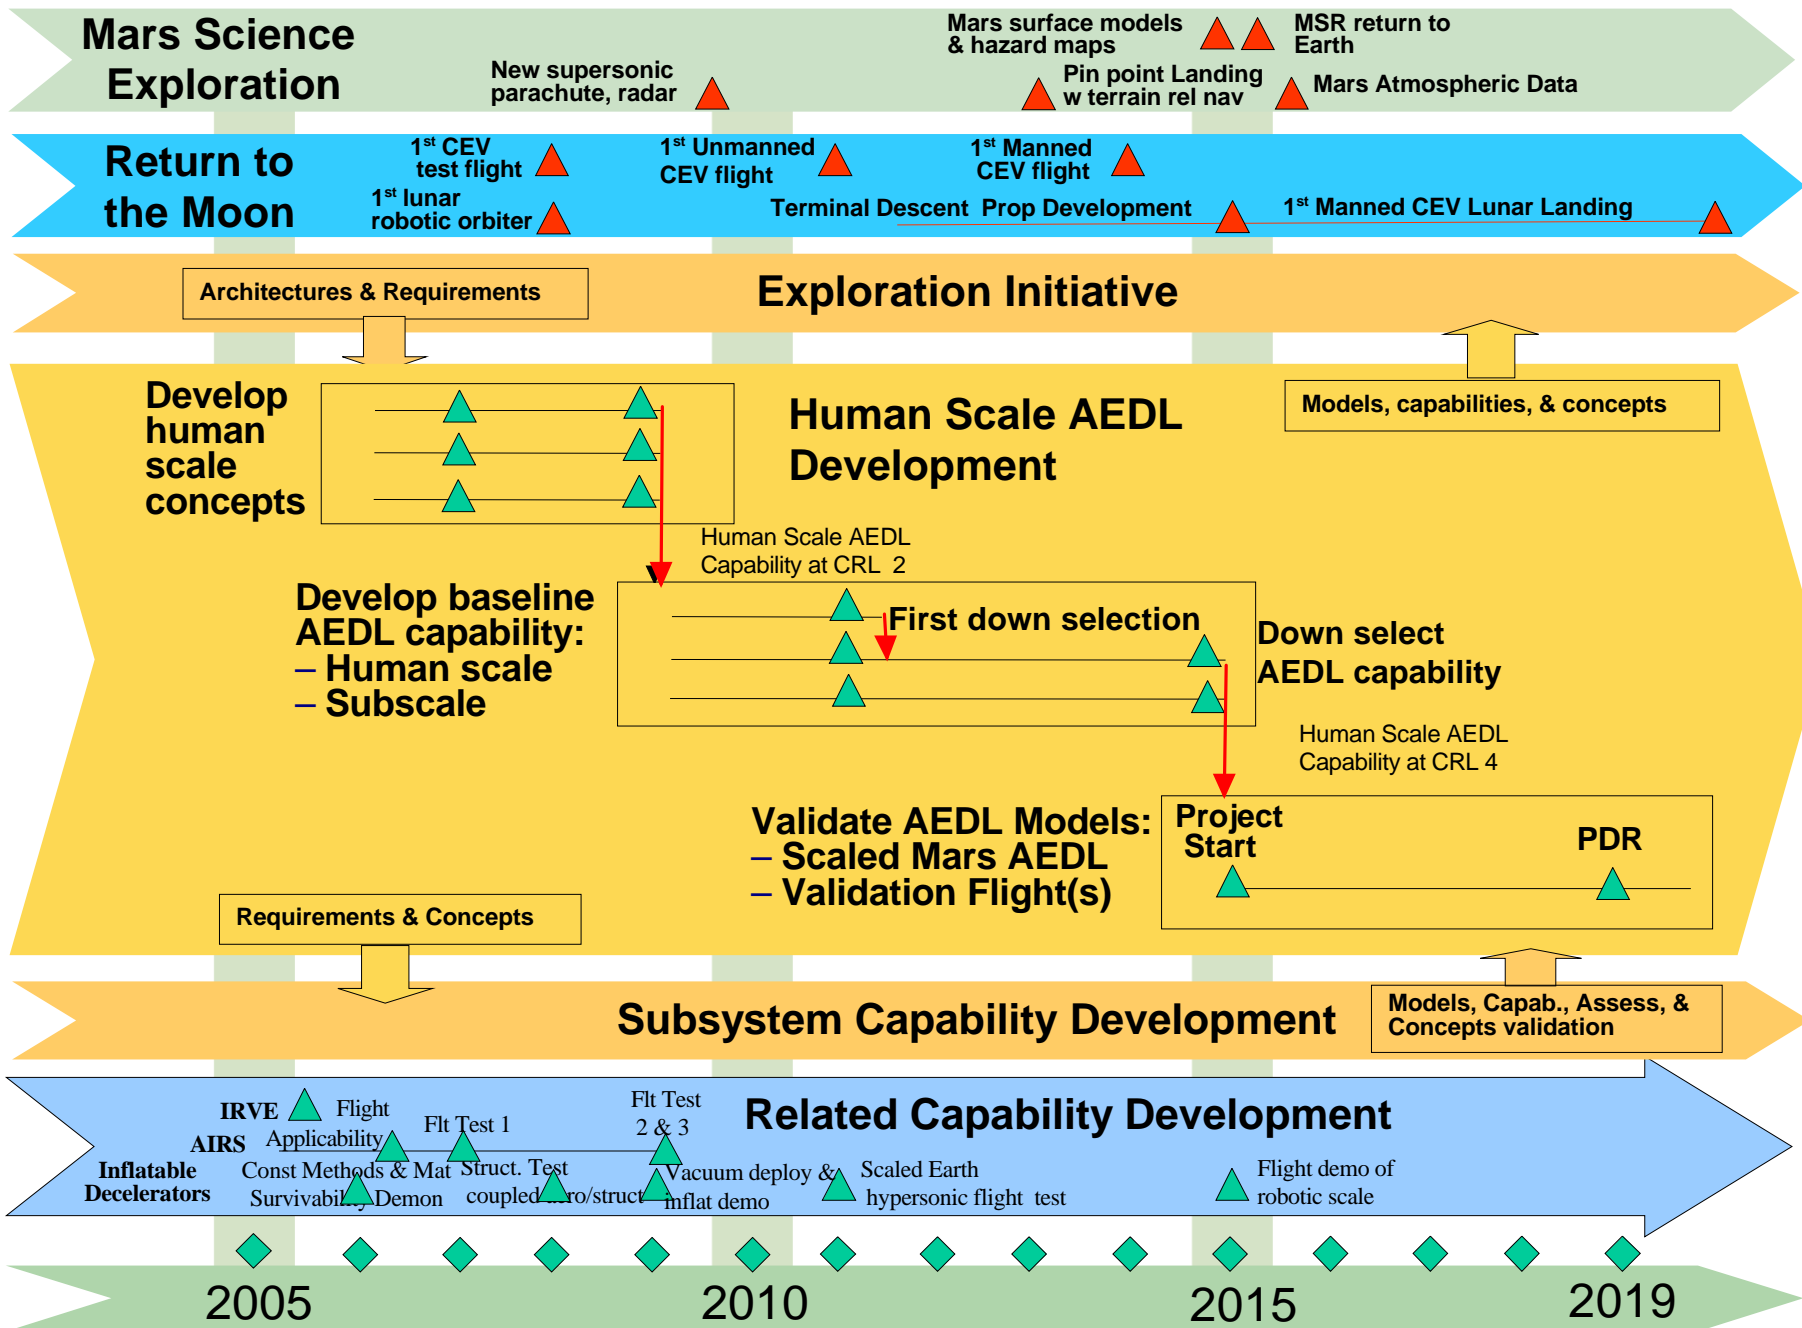 Mars Science
Exploration
New supersonic
parachute, radar
Mars surface models
& hazard maps
MSR return to
Earth
Pin point Landing
w terrain rel nav
Mars Atmospheric Data
Return to
the Moon
1st CEV
test flight
1st lunar
robotic orbiter
1st Unmanned
CEV flight
1st Manned
CEV flight
Terminal Descent Prop Development
1st Manned CEV Lunar Landing
Architectures & Requirements
Exploration Initiative
Develop
human
scale
concepts
Human Scale AEDL
Development
Models, capabilities, & concepts
Human Scale AEDL
Capability at CRL 2
Develop baseline
AEDL capability:
– Human scale
– Subscale
First down selection
Down select
AEDL capability
Human Scale AEDL
Capability at CRL 4
Validate AEDL Models:
– Scaled Mars AEDL
– Validation Flight(s)
Project
Start
PDR
Requirements & Concepts
Subsystem Capability Development
Models, Capab., Assess, &
Concepts validation
Related Capability Development
IRVE
Flight
AIRS
Applicability
Flt Test 1
Flt Test
2 & 3
Inflatable
Decelerators
Const Methods & Mat
Survivability Demon
Struct. Test
coupled aero/struct
Vacuum deploy &
inflat demo
Scaled Earth
hypersonic flight test
Flight demo of
robotic scale
2005
2010
2015
2019